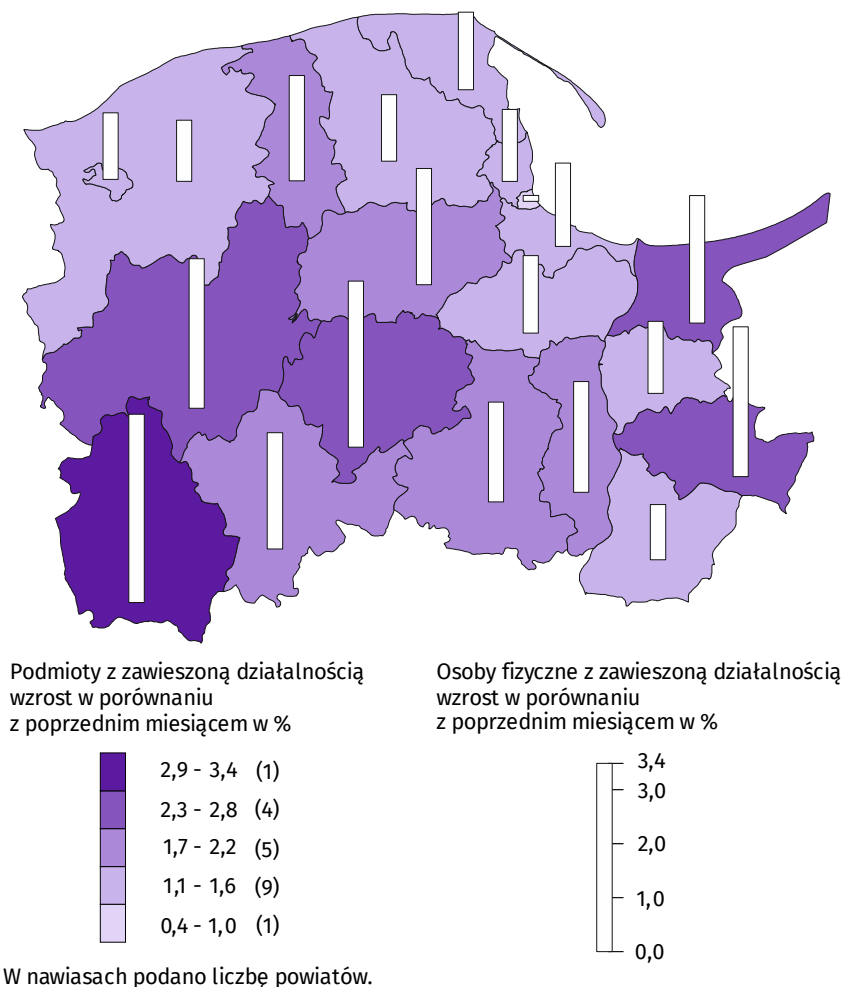 Podmioty z zawieszoną działalnością
wzrost w porównaniu
z poprzednim miesiącem w %
2,9 - 3,4 (1)
2,3 - 2,8 (4)
1,7 - 2,2 (5)
1,1 - 1,6 (9)
0,4 - 1,0 (1)
Osoby fizyczne z zawieszoną działalnością
wzrost w porównaniu
z poprzednim miesiącem w %
3,4
3,0
2,0
1,0
0,0
W nawiasach podano liczbę powiatów.